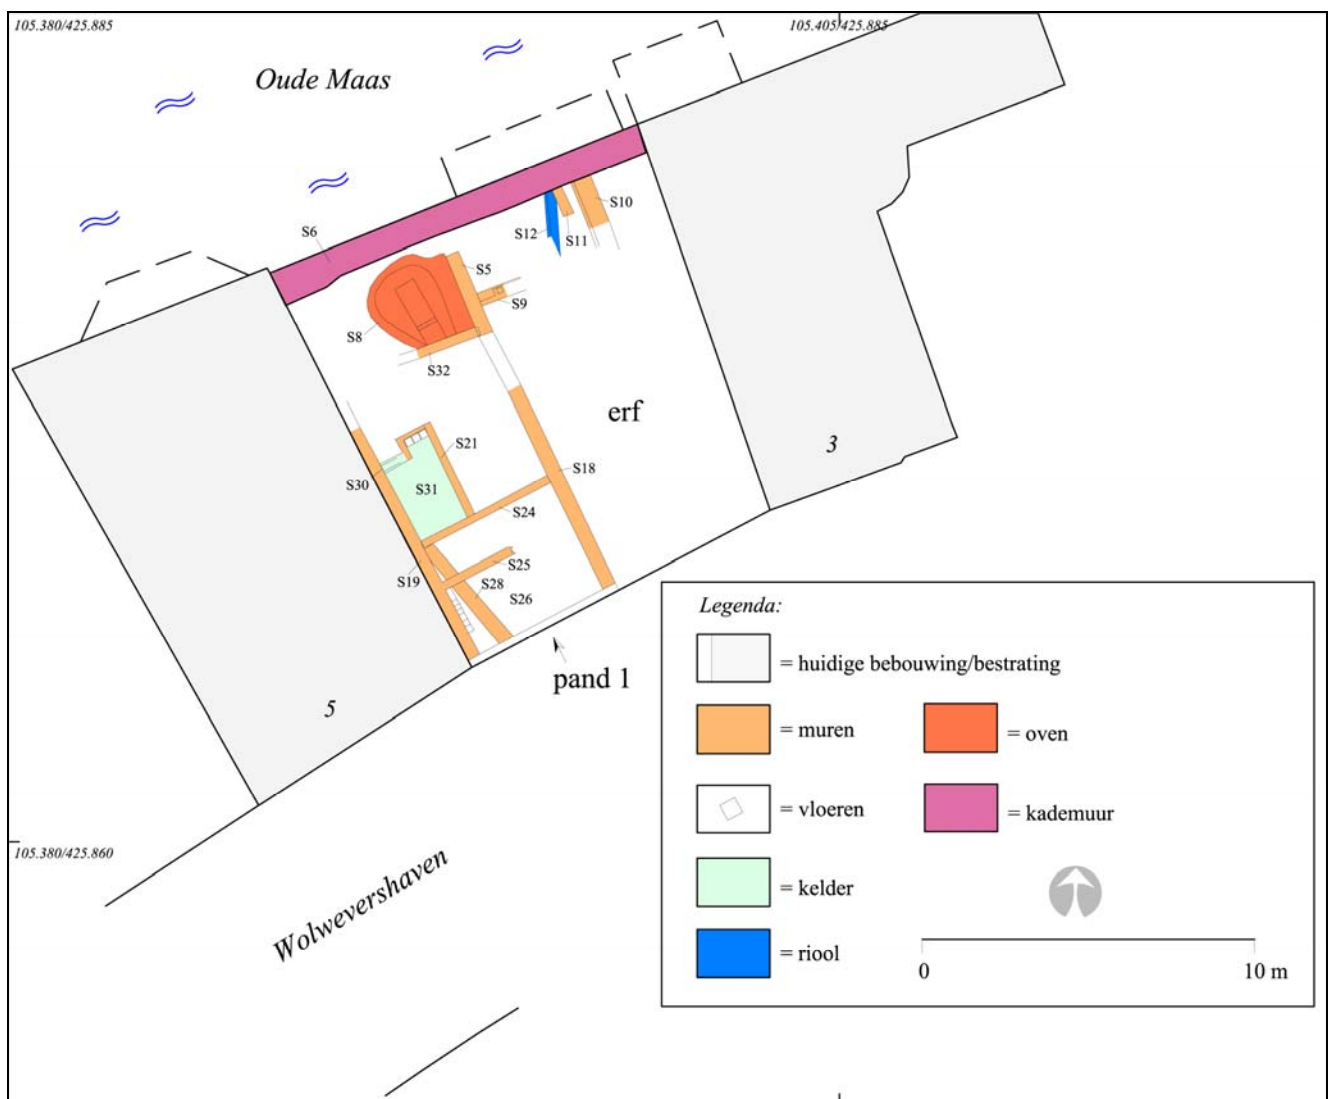 105.380/425.885
105.405/425.885
Oude Maas
S6
S10
S12
S11
S5
S9
S8
S32
erf
S21
3
S30
S31
S18
S24
S25
S19
S28
S26
pand 1
5
Legenda:
= huidige bebouwing/bestrating
= muren
= oven
= vloeren
= kademuur
= kelder
= riool
0
10 m
105.380/425.860
Wolwevershaven